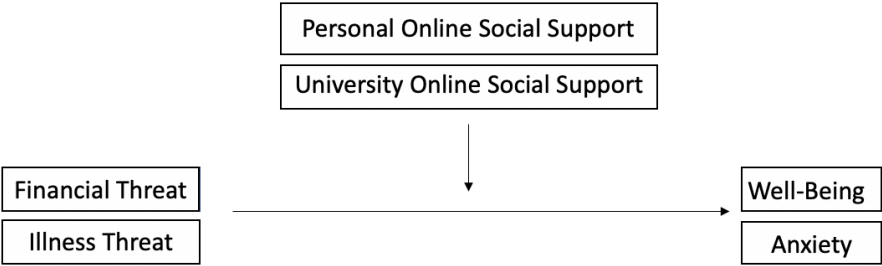 Personal Online Social Support
University Online Social Support
Financial Threat
Illness Threat
Well-Being
Anxiety